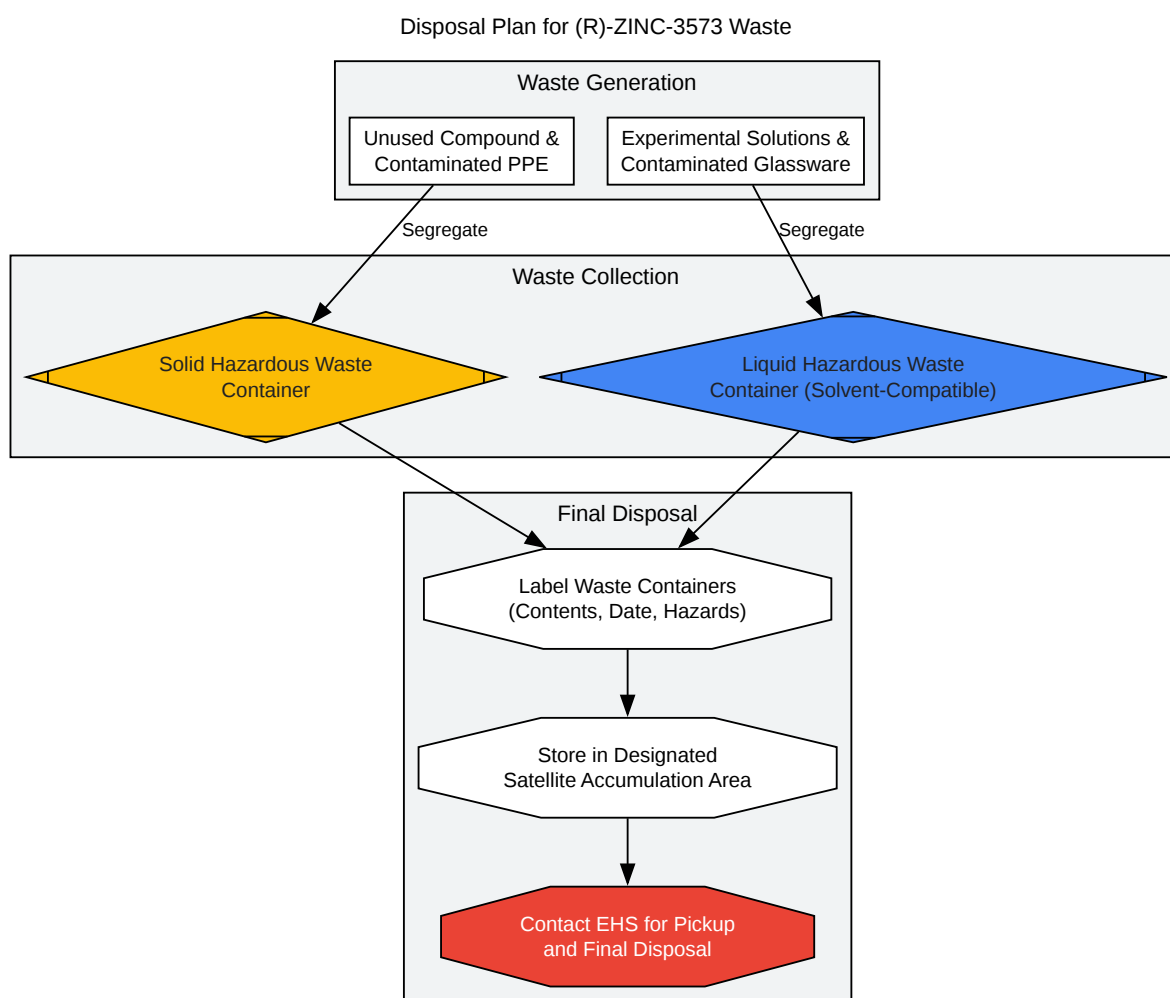 Disposal Plan for (R)-ZINC-3573 Waste
Waste Generation
Unused Compound &
Contaminated PPE
Experimental Solutions &
Contaminated Glassware
Segregate
Segregate
Waste Collection
Solid Hazardous Waste
Container
Liquid Hazardous Waste
Container (Solvent-Compatible)
Final Disposal
Label Waste Containers
(Contents, Date, Hazards)
Store in Designated
Satellite Accumulation Area
Contact EHS for Pickup
and Final Disposal